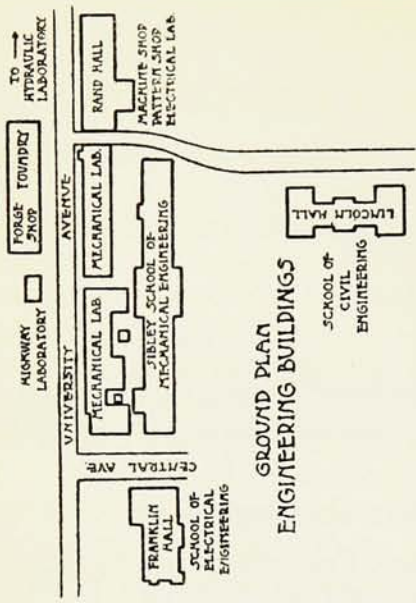 TO →
HYDRAULIC
LABORATORY
FORGE
SHOP
FOUNDRY
HIGHWAY
LABORATORY
UNIVERSITY AVENUE
RAND HALL
MACHINE SHOP
PATTERN SHOP
ELECTRICAL LAB.
MECHANICAL LAB.
MECHANICAL LAB.
SIBLEY SCHOOL OF
MECHANICAL ENGINEERING
CENTRAL AVE.
FRANKLIN
HALL
SCHOOL OF
ELECTRICAL
ENGINEERING
LINCOLN HALL
SCHOOL OF
CIVIL
ENGINEERING
GROUND PLAN
ENGINEERING BUILDINGS